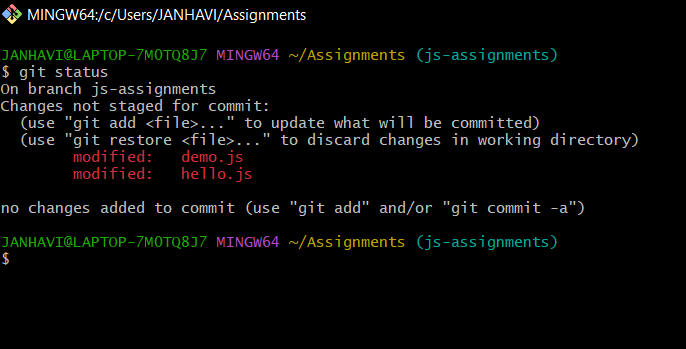 MINGW64:/c/Users/JANHAVI/Assignments
JANHAVI@LAPTOP-7MOTQ8J7 MINGW64 ~/Assignments (js-assignments)
$ git status
On branch js-assignments
Changes not staged for commit:
  (use "git add <file>..." to update what will be committed)
  (use "git restore <file>..." to discard changes in working directory)
        modified:   demo.js
        modified:   hello.js
no changes added to commit (use "git add" and/or "git commit -a")
JANHAVI@LAPTOP-7MOTQ8J7 MINGW64 ~/Assignments (js-assignments)
$